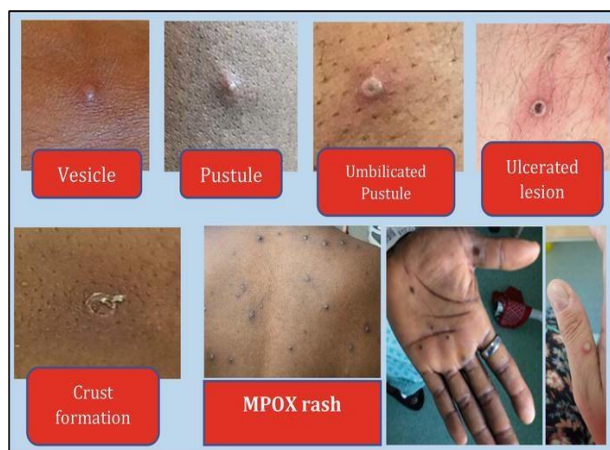 Vesicle
Pustule
Umbilicated
Pustule
Ulcerated
lesion
Crust
formation
MPOX rash